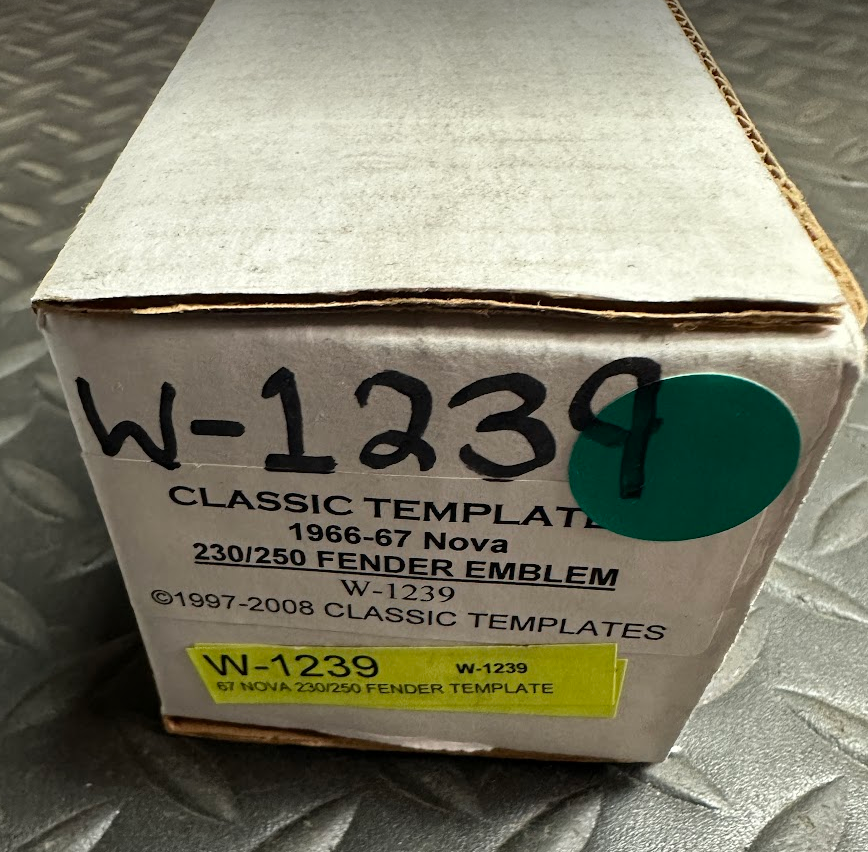 W-1239
CLASSIC TEMPLATE
1966-67 Nova
230/250 FENDER EMBLEM
W-1239
©1997-2008 CLASSIC TEMPLATES
W-1239 W-1239
67 NOVA 230/250 FENDER TEMPLATE